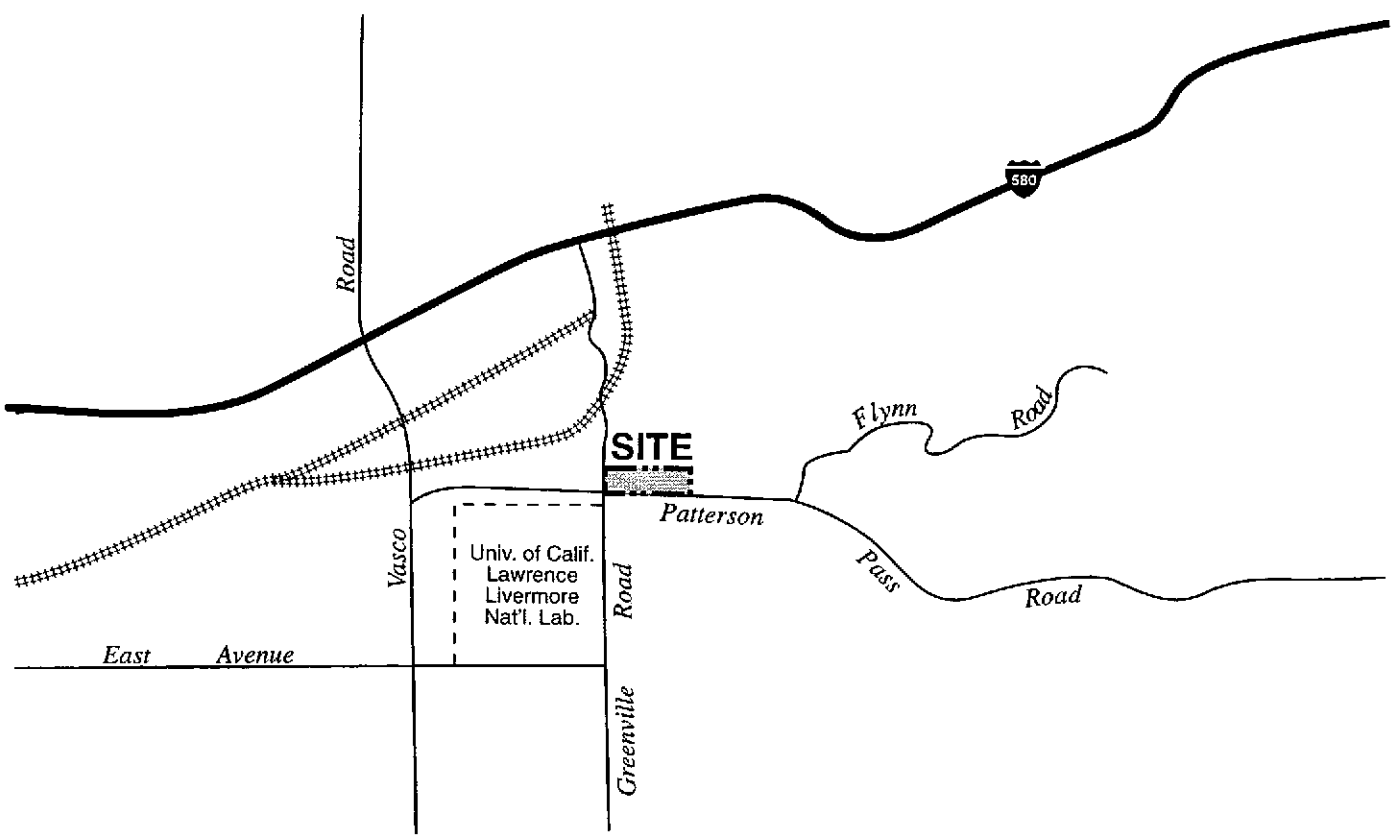 580
Road
Flynn
Road
SITE
Patterson
Vasco
Univ. of Calif.
Lawrence
Livermore
Nat'l. Lab.
Road
Pass
Road
East Avenue
Greenville